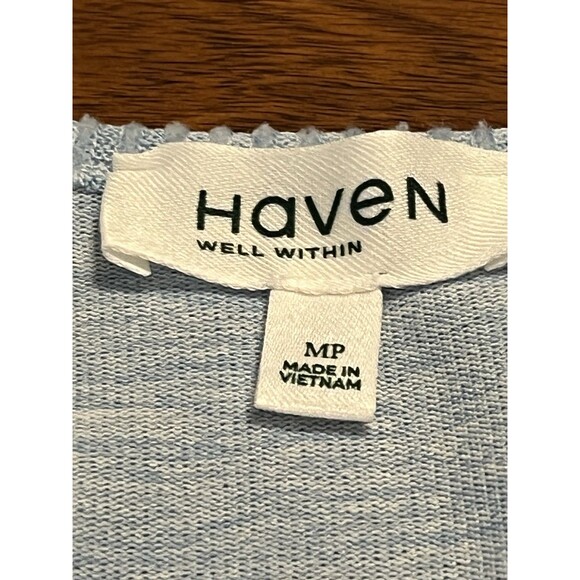 HaveN
WELL WITHIN
MP
MADE IN
VIETNAM